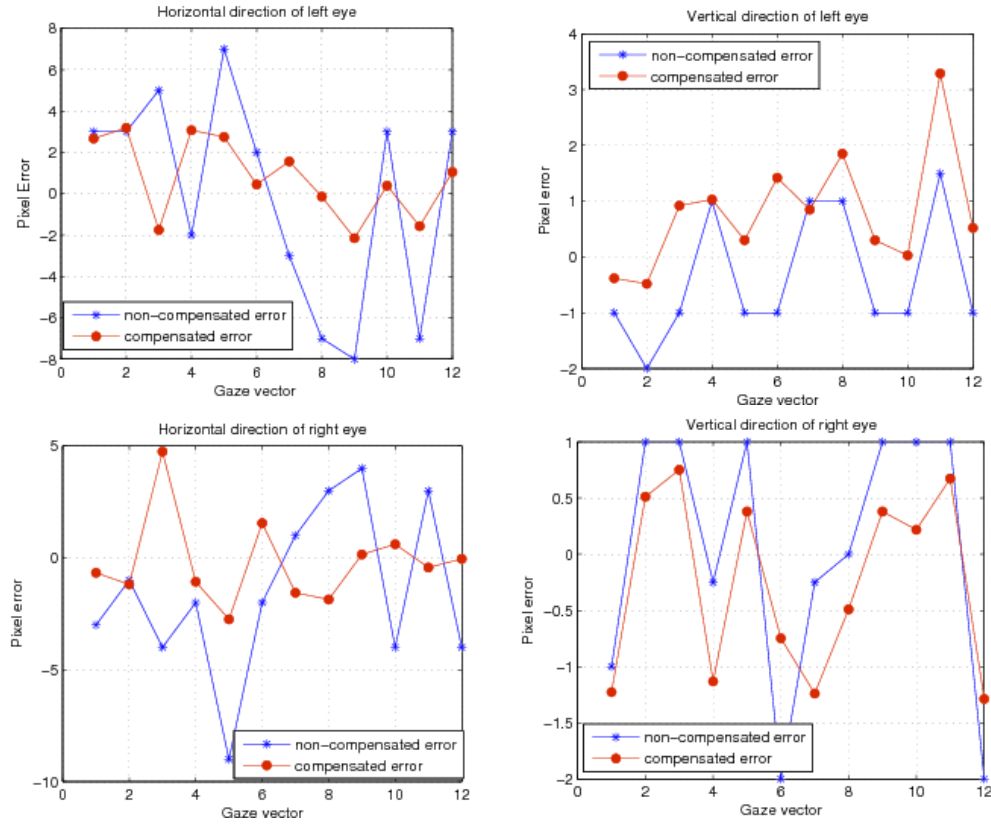 Horizontal direction of left eye
8
6
4
2
0
−2
−4
−6
−8
Pixel Error
non−compensated error
compensated error
0 2 4 6 8 10 12
Gaze vector
Vertical direction of left eye
4
3
2
1
0
−1
−2
Pixel error
non−compensated error
compensated error
0 2 4 6 8 10 12
Gaze vector
Horizontal direction of right eye
5
0
−5
−10
Pixel error
non−compensated error
compensated error
0 2 4 6 8 10 12
Gaze vector
Vertical direction of right eye
1
0.5
0
−0.5
−1
−1.5
−2
Pixel error
non−compensated error
compensated error
0 2 4 6 8 10 12
Gaze vector